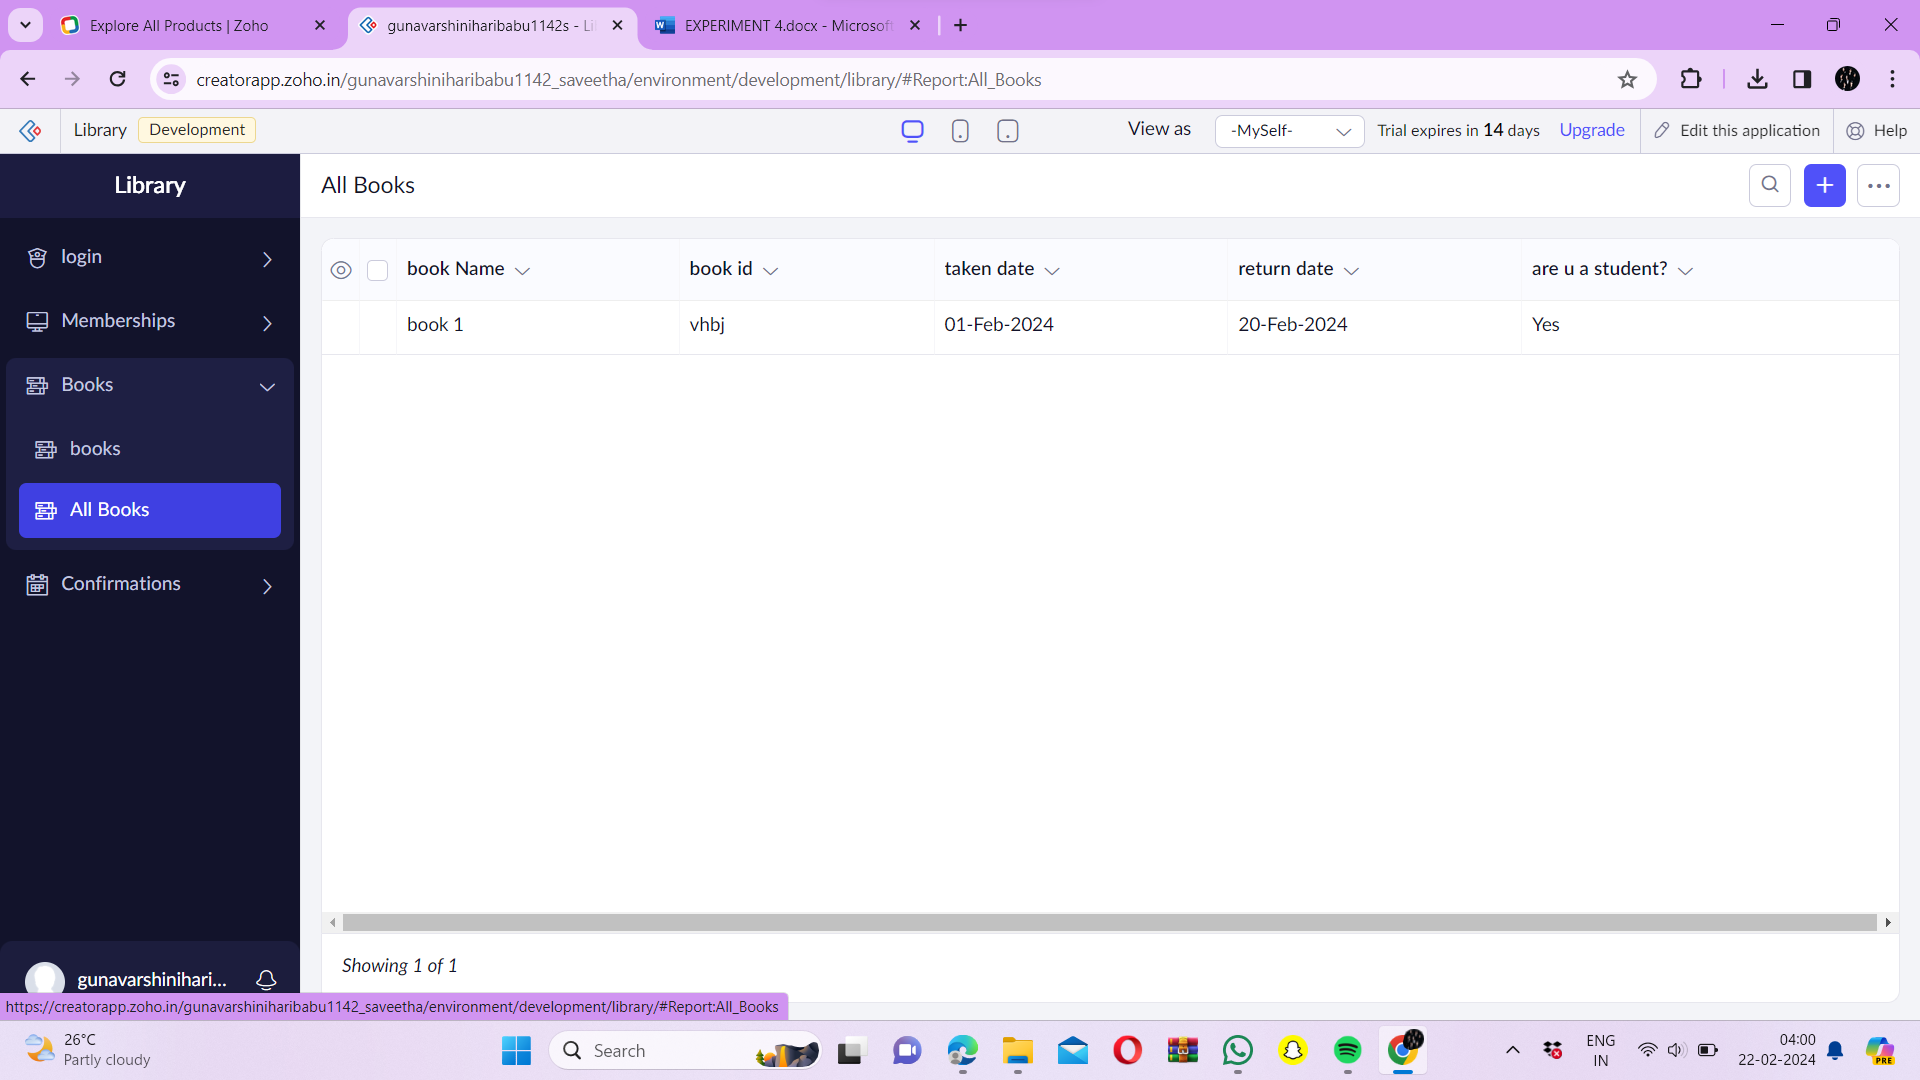 Explore All Products | Zoho
gunavarshiniharibabu1142s - Li
EXPERIMENT 4.docx - Microsoft
creatorapp.zoho.in/gunavarshiniharibabu1142_saveetha/environment/development/library/#Report:All_Books
Library Development View as -MySelf- Trial expires in 14 days Upgrade Edit this application Help
Library
All Books
login
Memberships
Books
books
All Books
Confirmations
book Name book id taken date return date are u a student?
book 1 vhbj 01-Feb-2024 20-Feb-2024 Yes
Showing 1 of 1
gunavarshinihari...
https://creatorapp.zoho.in/gunavarshiniharibabu1142_saveetha/environment/development/library/#Report:All_Books
26°C
Partly cloudy
Search
PRE
ENG
IN
04:00
22-02-2024